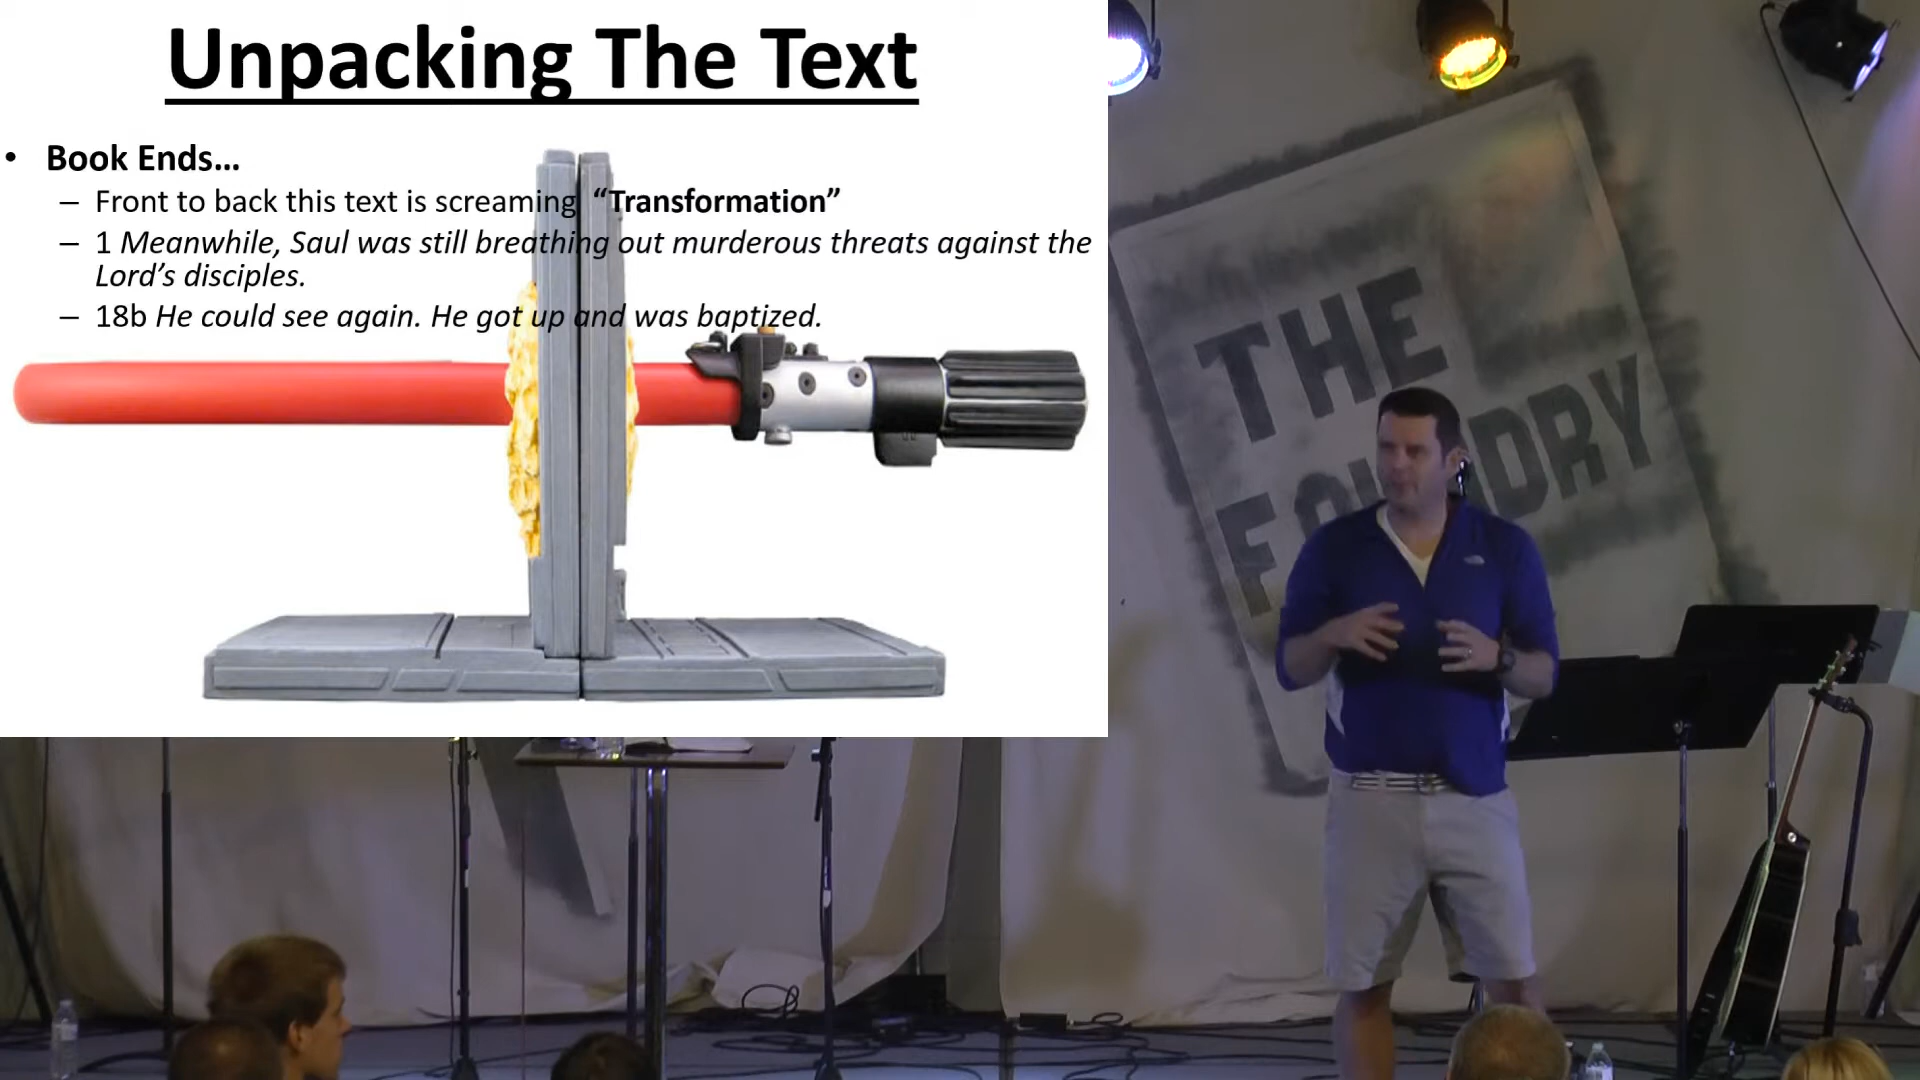 Unpacking The Text
• Book Ends…
– Front to back this text is screaming “Transformation”
– 1 Meanwhile, Saul was still breathing out murderous threats against the
Lord’s disciples.
– 18b He could see again. He got up and was baptized.
THE
FOUNDRY